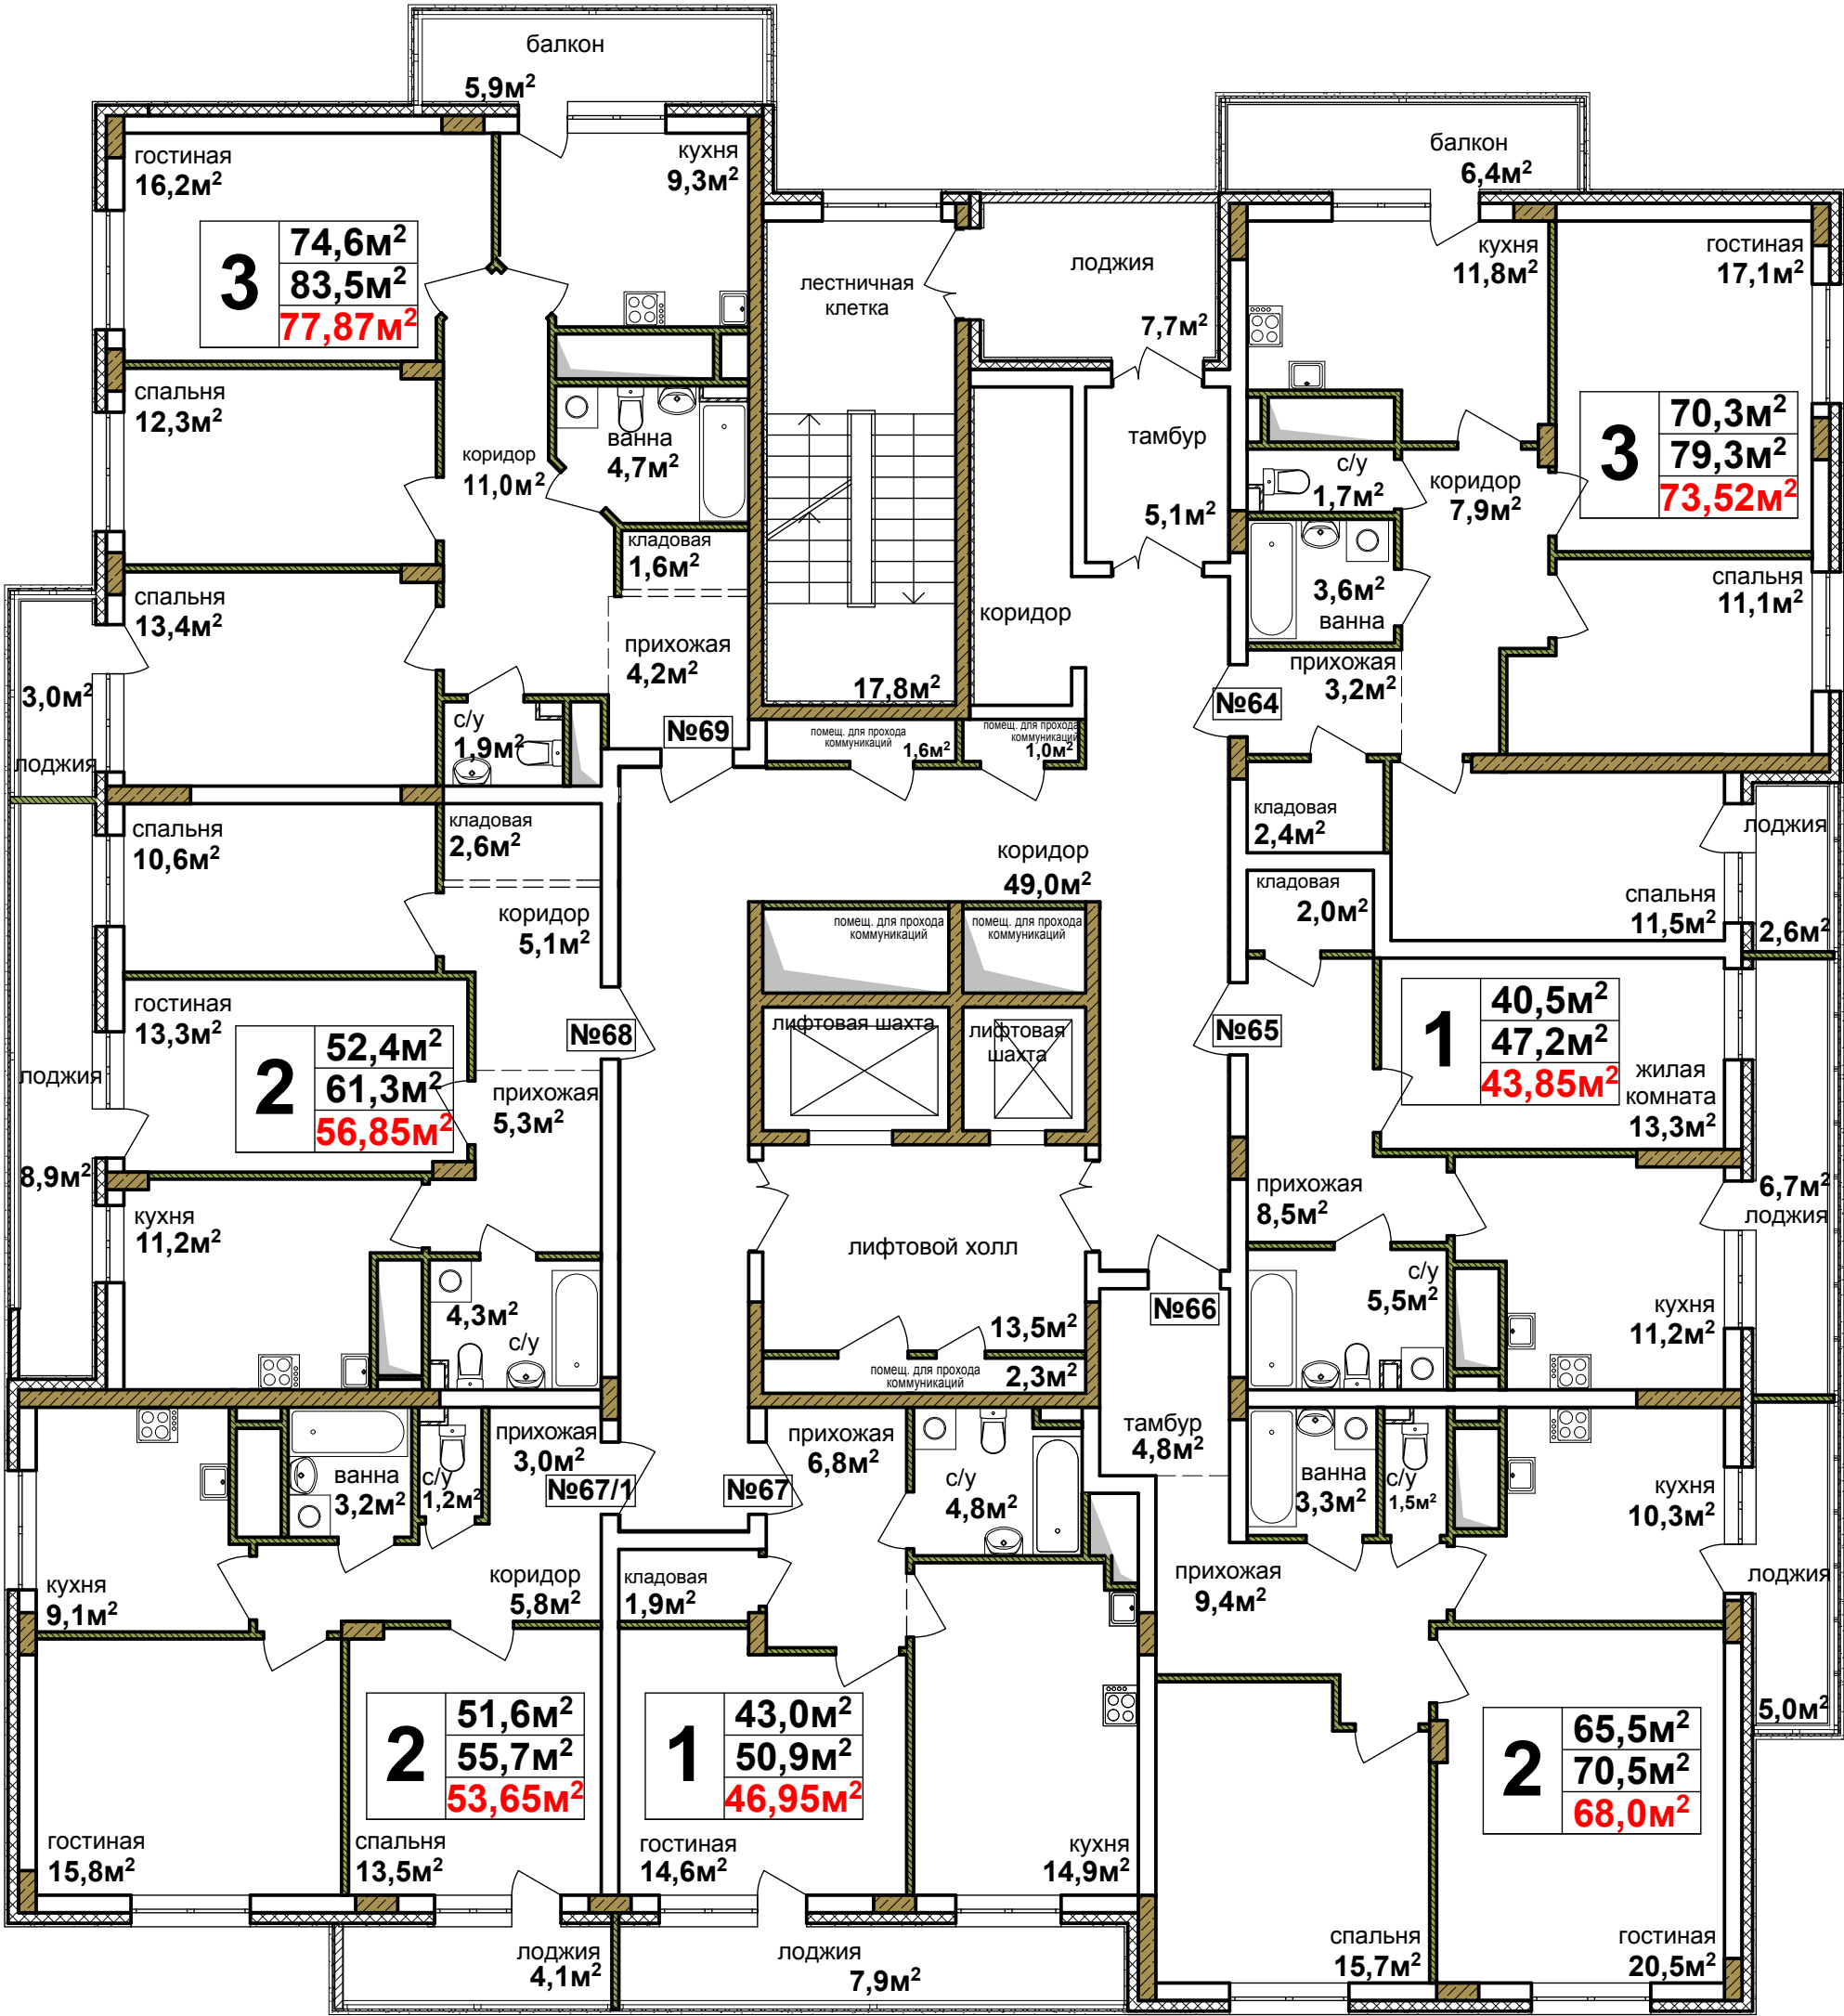 балкон
5,9м²
гостиная
16,2м²
кухня
9,3м²
3
74,6м²
83,5м²
77,87м²
спальня
12,3м²
коридор
11,0м²
ванна
4,7м²
кладовая
1,6м²
спальня
13,4м²
прихожая
4,2м²
3,0м²
лоджия
с/у
1,9м²
№69
лестничная
клетка
17,8м²
лоджия
7,7м²
тамбур
5,1м²
коридор
помещ. для прохода
коммуникаций
1,6м²
помещ. для прохода
коммуникаций
1,0м²
балкон
6,4м²
кухня
11,8м²
гостиная
17,1м²
3
70,3м²
79,3м²
73,52м²
с/у
1,7м²
коридор
7,9м²
3,6м²
ванна
спальня
11,1м²
прихожая
3,2м²
№64
кладовая
2,4м²
лоджия
спальня
11,5м²
2,6м²
спальня
10,6м²
кладовая
2,6м²
коридор
5,1м²
гостиная
13,3м²
2
52,4м²
61,3м²
56,85м²
№68
лоджия
8,9м²
прихожая
5,3м²
кухня
11,2м²
4,3м²
с/у
коридор
49,0м²
помещ. для прохода
коммуникаций
помещ. для прохода
коммуникаций
лифтовая шахта
лифтовая
шахта
лифтовой холл
13,5м²
помещ. для прохода
коммуникаций
2,3м²
кладовая
2,0м²
№65
1
40,5м²
47,2м²
43,85м²
жилая
комната
13,3м²
прихожая
8,5м²
6,7м²
лоджия
с/у
5,5м²
кухня
11,2м²
№66
прихожая
3,0м²
ванна
3,2м²
с/у
1,2м²
№67/1
кухня
9,1м²
коридор
5,8м²
2
51,6м²
55,7м²
53,65м²
гостиная
15,8м²
спальня
13,5м²
лоджия
4,1м²
№67
прихожая
6,8м²
с/у
4,8м²
кладовая
1,9м²
1
43,0м²
50,9м²
46,95м²
гостиная
14,6м²
кухня
14,9м²
лоджия
7,9м²
тамбур
4,8м²
ванна
3,3м²
с/у
1,5м²
кухня
10,3м²
прихожая
9,4м²
лоджия
5,0м²
2
65,5м²
70,5м²
68,0м²
спальня
15,7м²
гостиная
20,5м²